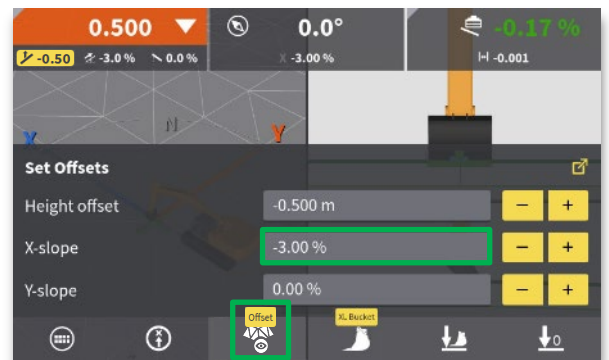 0.500 0.0° -0.17 %
-0.50 -3.0 % 0.0 % X -3.00 % -0.001
X N Y
Set Offsets
Height offset -0.500 m − +
X-slope -3.00 % − +
Y-slope 0.00 % − +
Offset XL Bucket
0